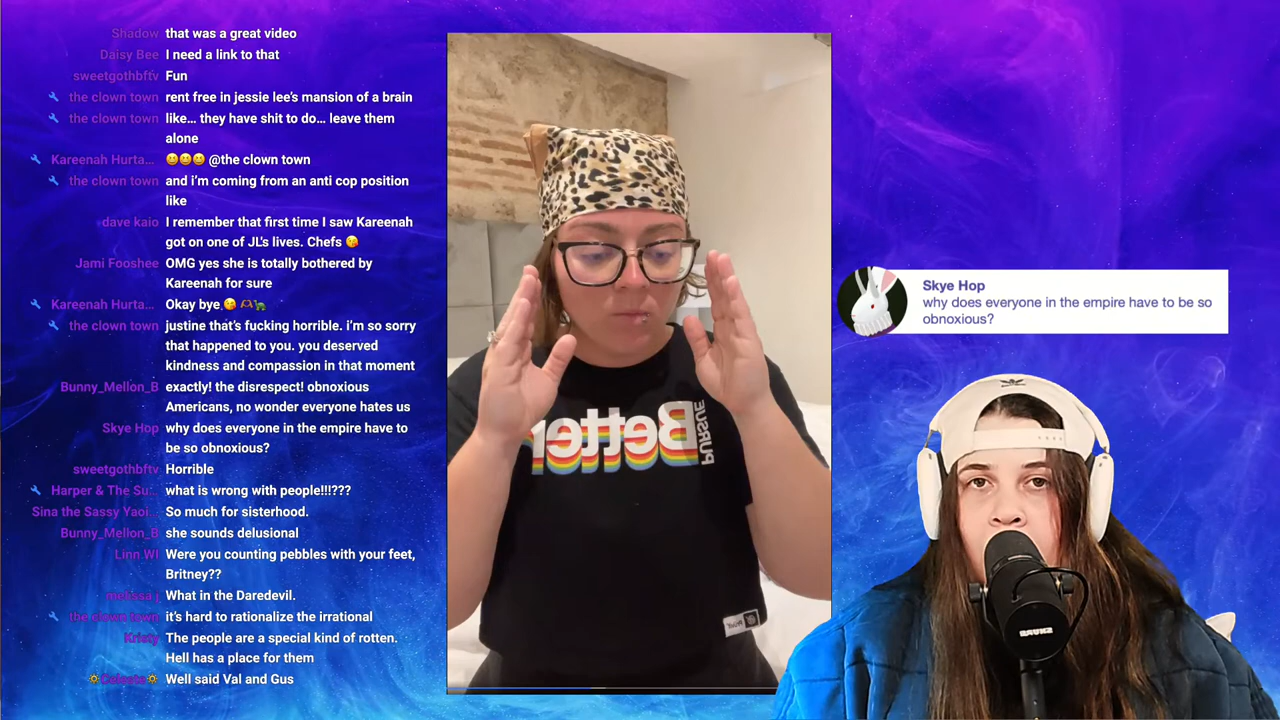 Shadow that was a great video
Daisy Bee I need a link to that
sweetgothbftv Fun
the clown town rent free in jessie lee's mansion of a brain
the clown town like... they have shit to do... leave them
alone
Kareenah Hurta... 😀😀😀 @the clown town
the clown town and i'm coming from an anti cop position
like
dave kaio I remember that first time I saw Kareenah
got on one of JL's lives. Chefs 😘
Jami Fooshee OMG yes she is totally bothered by
Kareenah for sure
Kareenah Hurta... Okay bye
the clown town justine that's fucking horrible. i'm so sorry
that happened to you. you deserved
kindness and compassion in that moment
Bunny_Mellon_B exactly! the disrespect! obnoxious
Americans, no wonder everyone hates us
Skye Hop why does everyone in the empire have to
be so obnoxious?
sweetgothbftv Horrible
Harper & The Su... what is wrong with people!!!???
Sina the Sassy Yaoi... So much for sisterhood.
Bunny_Mellon_B she sounds delusional
Linn WI Were you counting pebbles with your feet,
Britney??
melissa j What in the Daredevil.
the clown town it's hard to rationalize the irrational
Kristy The people are a special kind of rotten.
Hell has a place for them
☀️Celeste☀️ Well said Val and Gus
PURSUE
Better
Skye Hop
why does everyone in the empire have to be so
obnoxious?
SHURE